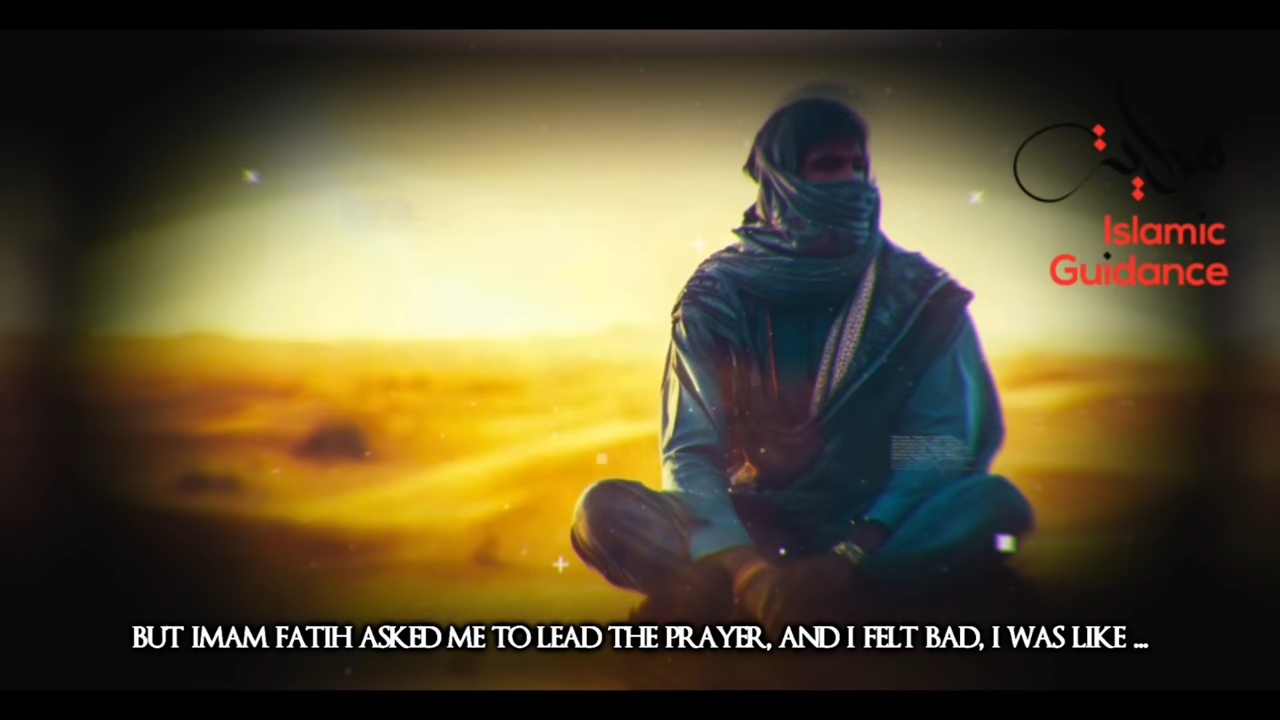 Islamic
Guidance
BUT IMAM FATIH ASKED ME TO LEAD THE PRAYER, AND I FELT BAD, I WAS LIKE ...